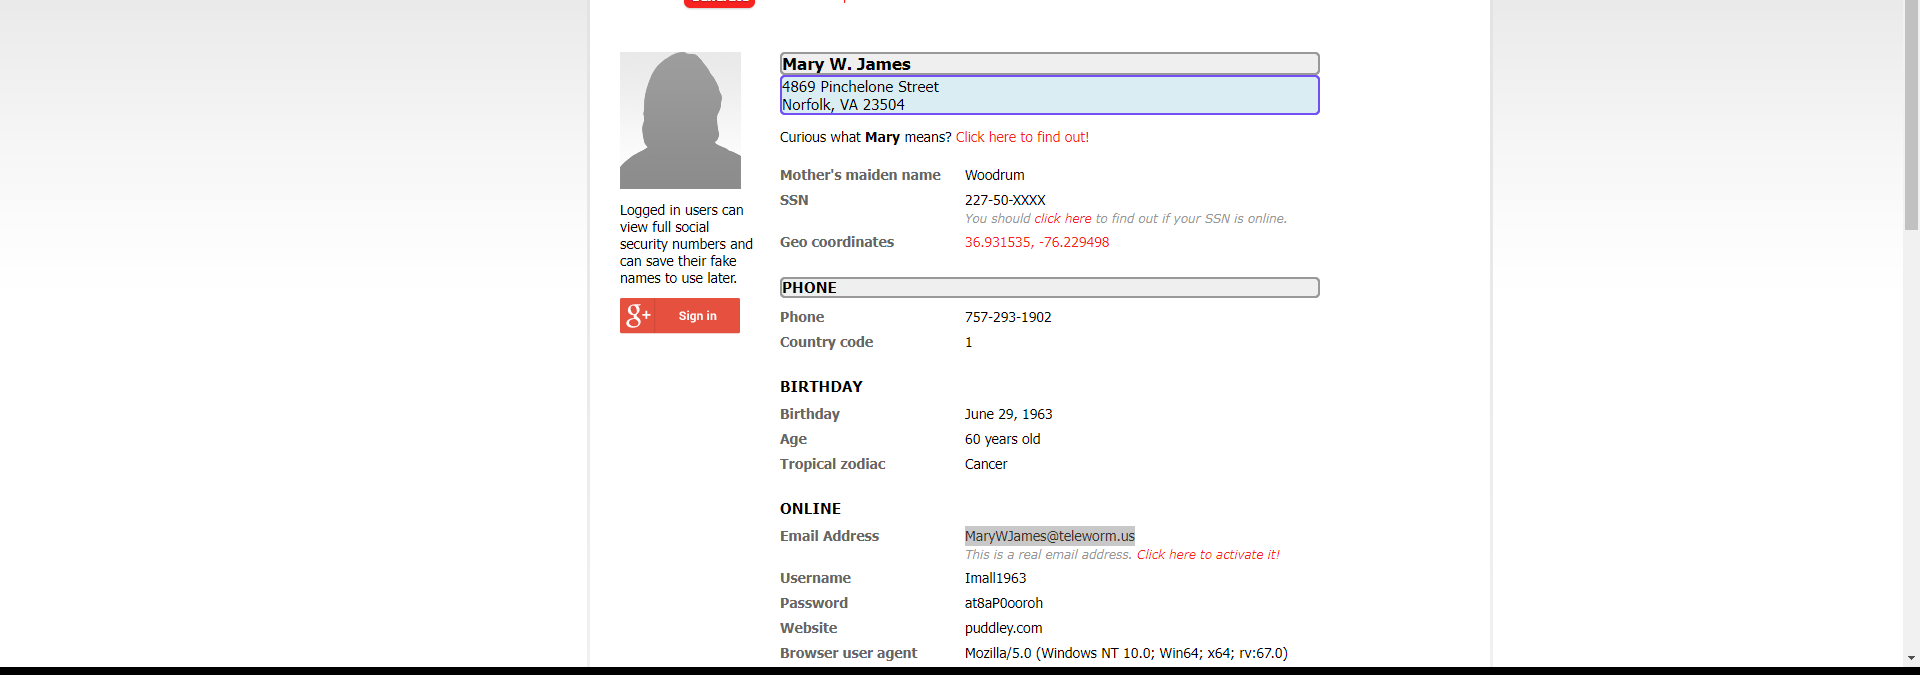 Mary W. James
4869 Pinchelone Street
Norfolk, VA 23504
Curious what Mary means? Click here to find out!
Mother's maiden name Woodrum
SSN 227-50-XXXX
You should click here to find out if your SSN is online.
Geo coordinates 36.931535, -76.229498
Logged in users can
view full social
security numbers and
can save their fake
names to use later.
g+ Sign in
PHONE
Phone 757-293-1902
Country code 1
BIRTHDAY
Birthday June 29, 1963
Age 60 years old
Tropical zodiac Cancer
ONLINE
Email Address MaryWJames@teleworm.us
This is a real email address. Click here to activate it!
Username Imall1963
Password at8aP0ooroh
Website puddley.com
Browser user agent Mozilla/5.0 (Windows NT 10.0; Win64; x64; rv:67.0)